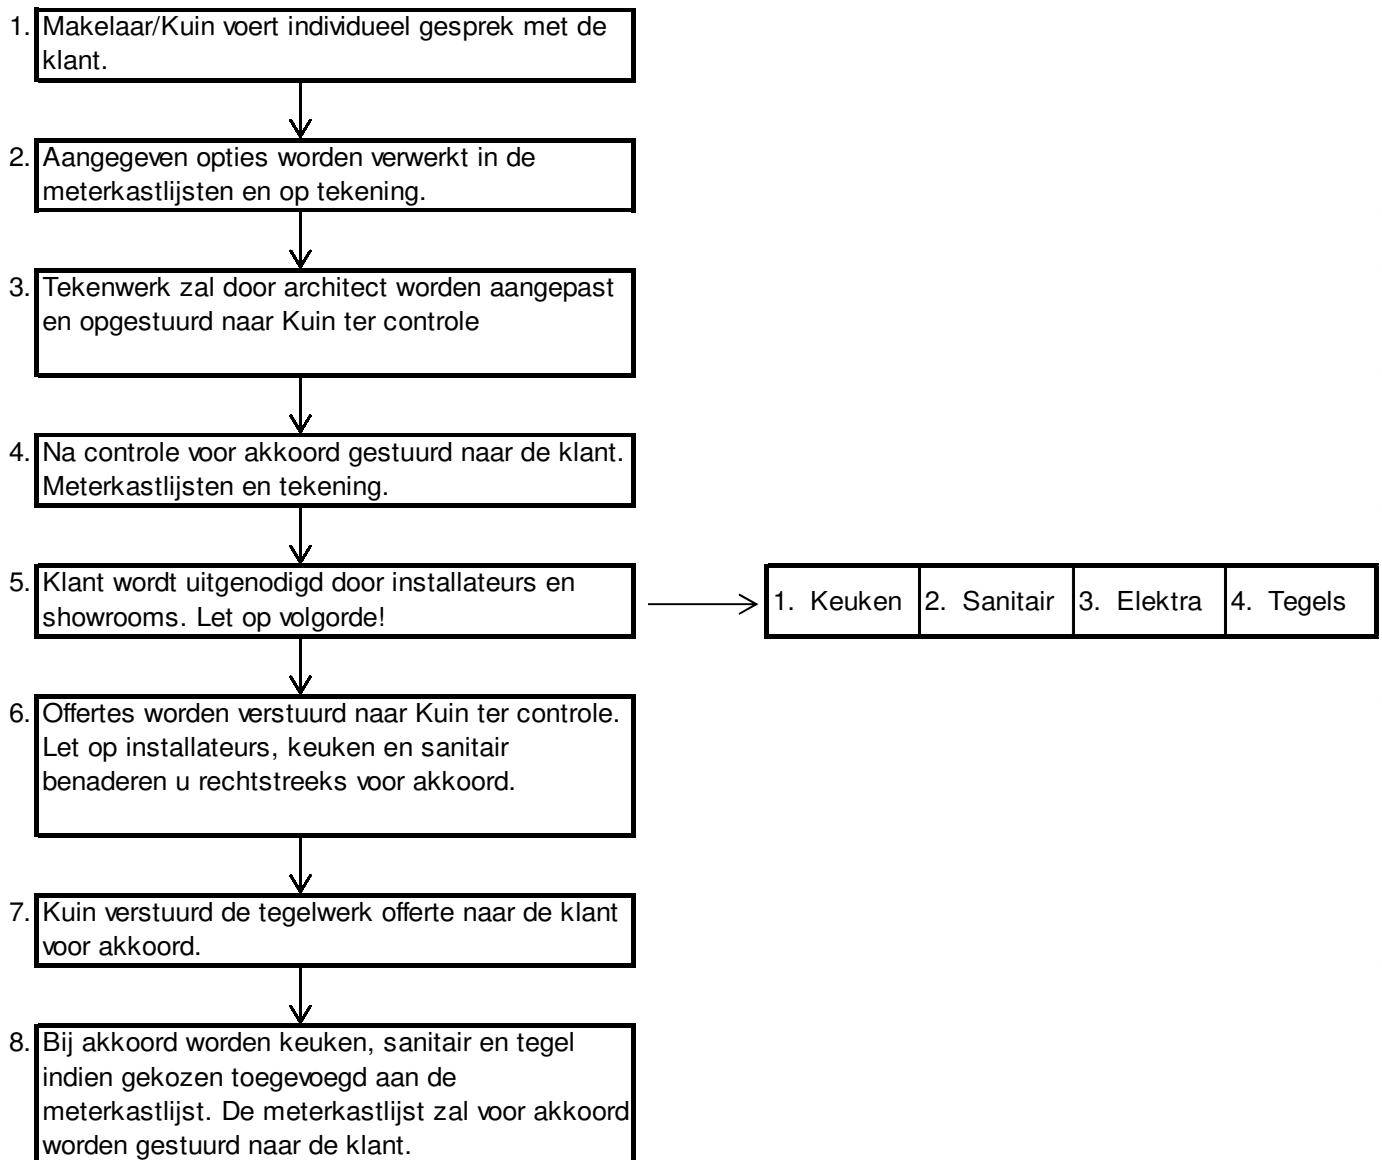 1. Makelaar/Kuin voert individueel gesprek met de
klant.
2. Aangegeven opties worden verwerkt in de
meterkastlijsten en op tekening.
3. Tekenwerk zal door architect worden aangepast
en opgestuurd naar Kuin ter controle
4. Na controle voor akkoord gestuurd naar de klant.
Meterkastlijsten en tekening.
5. Klant wordt uitgenodigd door installateurs en
showrooms. Let op volgorde!
1. Keuken 2. Sanitair 3. Elektra 4. Tegels
6. Offertes worden verstuurd naar Kuin ter controle.
Let op installateurs, keuken en sanitair
benaderen u rechtstreeks voor akkoord.
7. Kuin verstuurd de tegelwerk offerte naar de klant
voor akkoord.
8. Bij akkoord worden keuken, sanitair en tegel
indien gekozen toegevoegd aan de
meterkastlijst. De meterkastlijst zal voor akkoord
worden gestuurd naar de klant.